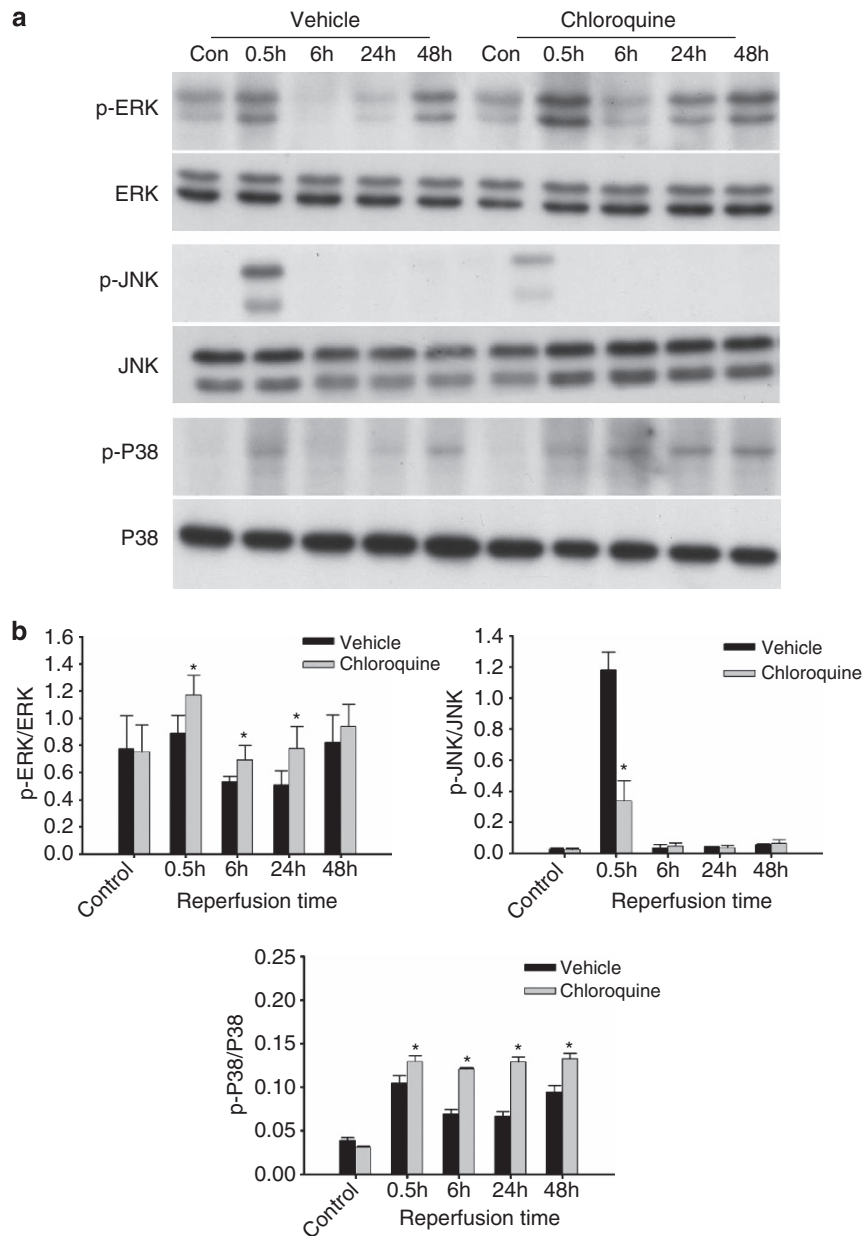 a
Vehicle Chloroquine
Con 0.5h 6h 24h 48h Con 0.5h 6h 24h 48h
p-ERK
ERK
p-JNK
JNK
p-P38
P38
b
1.6
1.4
1.2
1.0
0.8
0.6
0.4
0.2
0.0
p-ERK/ERK
Vehicle
Chloroquine
* * *
Control 0.5h 6h 24h 48h
Reperfusion time
1.4
1.2
1.0
0.8
0.6
0.4
0.2
0.0
p-JNK/JNK
Vehicle
Chloroquine
*
Control 0.5h 6h 24h 48h
Reperfusion time
0.25
0.20
0.15
0.10
0.05
0.00
p-P38/P38
Vehicle
Chloroquine
* * * *
Control 0.5h 6h 24h 48h
Reperfusion time